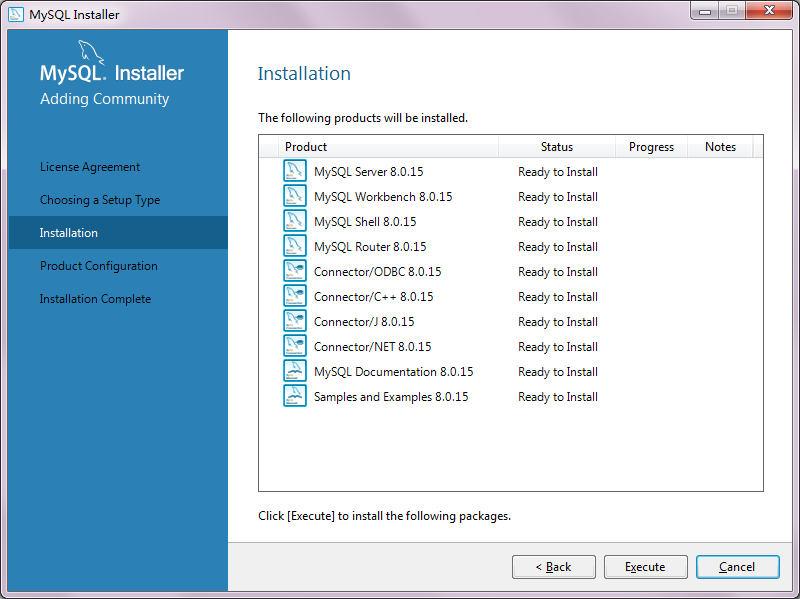 MySQL Installer
MySQL. Installer
Adding Community
License Agreement
Choosing a Setup Type
Installation
Product Configuration
Installation Complete
Installation
The following products will be installed.
Product Status Progress Notes
MySQL Server 8.0.15 Ready to Install
MySQL Workbench 8.0.15 Ready to Install
MySQL Shell 8.0.15 Ready to Install
MySQL Router 8.0.15 Ready to Install
Connector/ODBC 8.0.15 Ready to Install
Connector/C++ 8.0.15 Ready to Install
Connector/J 8.0.15 Ready to Install
Connector/NET 8.0.15 Ready to Install
MySQL Documentation 8.0.15 Ready to Install
Samples and Examples 8.0.15 Ready to Install
Click [Execute] to install the following packages.
< Back Execute Cancel